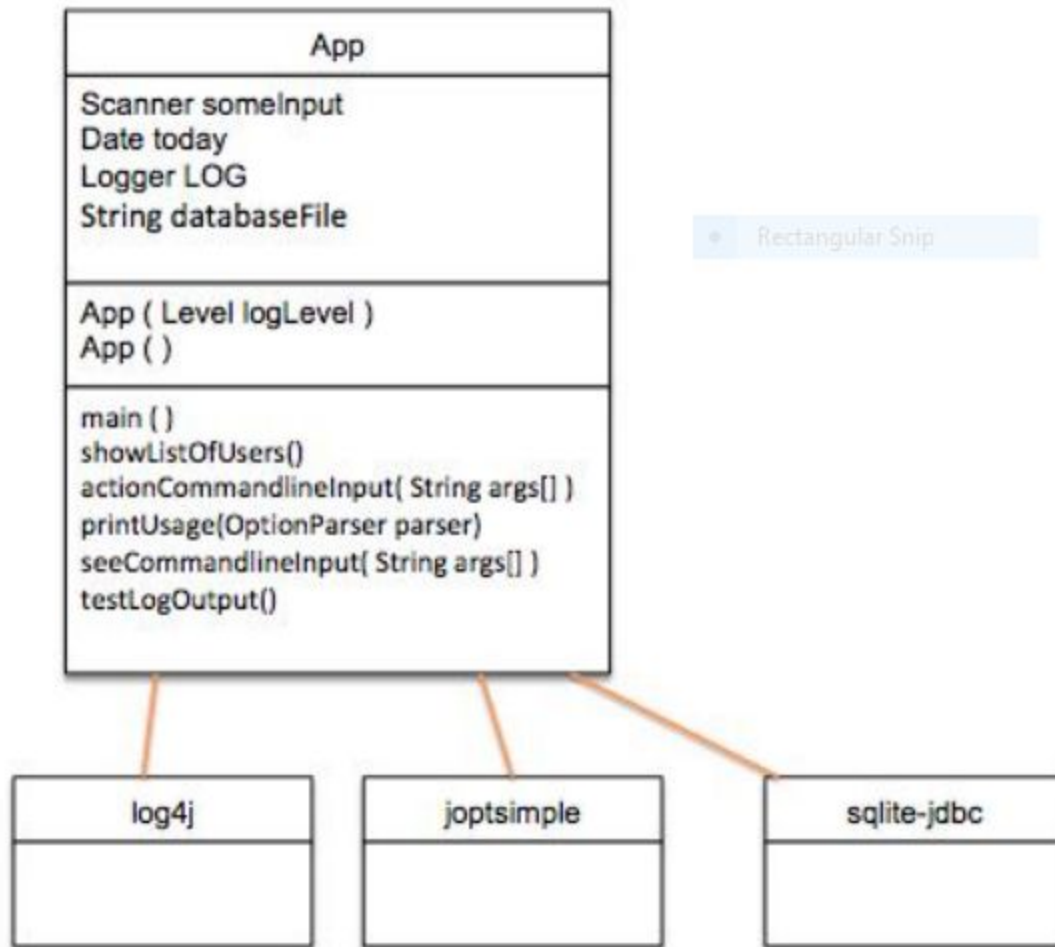 App
Scanner someInput
Date today
Logger LOG
String databaseFile
Rectangular Snip
App ( Level logLevel )
App ( )
main ( )
showListOfUsers()
actionCommandlineInput( String args[] )
printUsage(OptionParser parser)
seeCommandlineInput( String args[] )
testLogOutput()
log4j
joptsimple
sqlite-jdbc